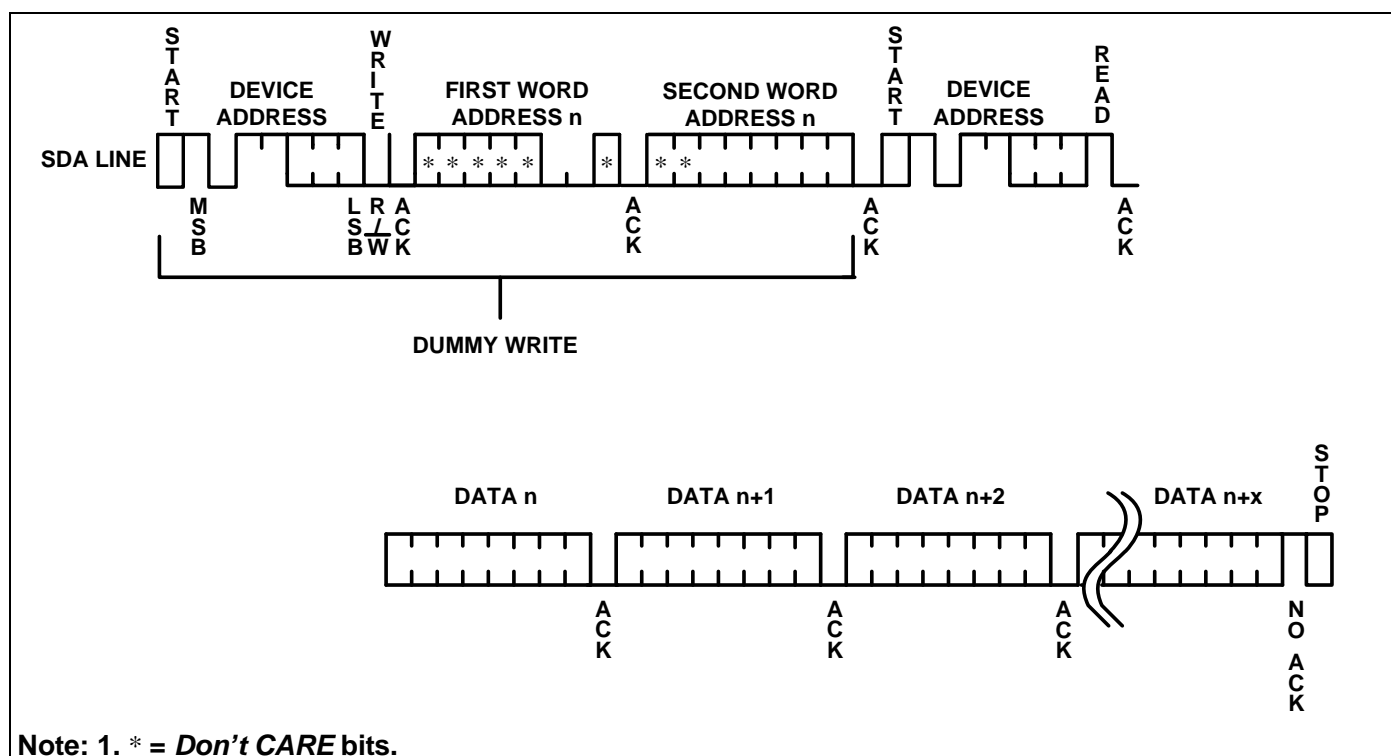 START
WRITE
START
READ
DEVICE
ADDRESS
FIRST WORD
ADDRESS n
SECOND WORD
ADDRESS n
DEVICE
ADDRESS
SDA LINE
* * * * *
*
* *
MSB
LSB
R/W
ACK
ACK
ACK
ACK
DUMMY WRITE
STOP
DATA n
DATA n+1
DATA n+2
DATA n+x
ACK
ACK
ACK
NO ACK
Note: 1. * = Don't CARE bits.